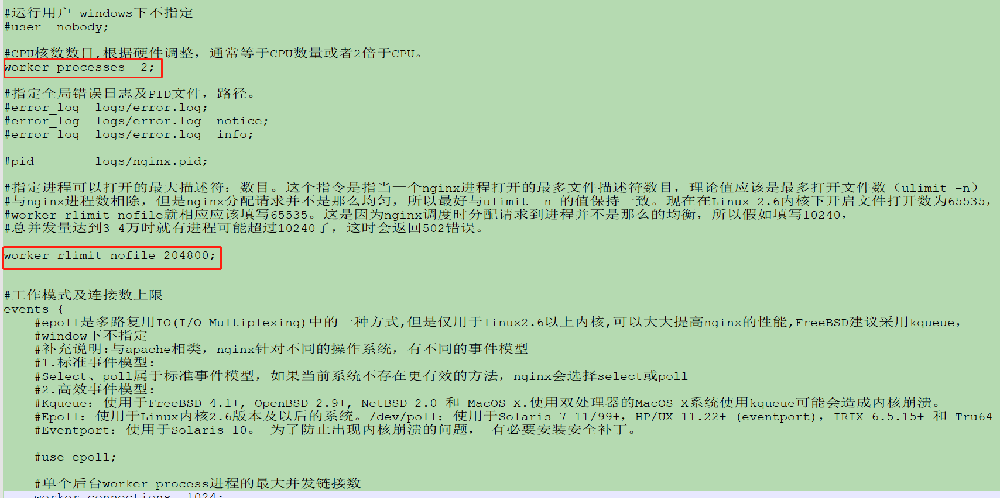 #运行用户 windows下不指定
#user  nobody;
#CPU核数数目,根据硬件调整，通常等于CPU数量或者2倍于CPU。
worker_processes  2;
#指定全局错误日志及PID文件，路径。
#error_log  logs/error.log;
#error_log  logs/error.log  notice;
#error_log  logs/error.log  info;
#pid        logs/nginx.pid;
#指定进程可以打开的最大描述符：数目。这个指令是指当一个nginx进程打开的最多文件描述符数目，理论值应该是最多打开文件数（ulimit -n）
#与nginx进程数相除，但是nginx分配请求并不是那么均匀，所以最好与ulimit -n 的值保持一致。现在在Linux 2.6内核下开启文件打开数为65535，
#worker_rlimit_nofile就相应应该填写65535。这是因为nginx调度时分配请求到进程并不是那么的均衡，所以假如填写10240，
#总并发量达到3-4万时就有进程可能超过10240了，这时会返回502错误。
worker_rlimit_nofile 204800;
#工作模式及连接数上限
events {
    #epoll是多路复用IO(I/O Multiplexing)中的一种方式,但是仅用于linux2.6以上内核,可以大大提高nginx的性能,FreeBSD建议采用kqueue，
    #window下不指定
    #补充说明:与apache相类，nginx针对不同的操作系统，有不同的事件模型
    #1.标准事件模型：
    #Select、poll属于标准事件模型，如果当前系统不存在更有效的方法，nginx会选择select或poll
    #2.高效事件模型：
    #Kqueue：使用于FreeBSD 4.1+, OpenBSD 2.9+, NetBSD 2.0 和 MacOS X.使用双处理器的MacOS X系统使用kqueue可能会造成内核崩溃。
    #Epoll：使用于Linux内核2.6版本及以后的系统。/dev/poll：使用于Solaris 7 11/99+，HP/UX 11.22+ (eventport)，IRIX 6.5.15+ 和 Tru64
    #Eventport：使用于Solaris 10。 为了防止出现内核崩溃的问题， 有必要安装安全补丁。
    #use epoll;
    #单个后台worker process进程的最大并发链接数
    worker_connections  1024;